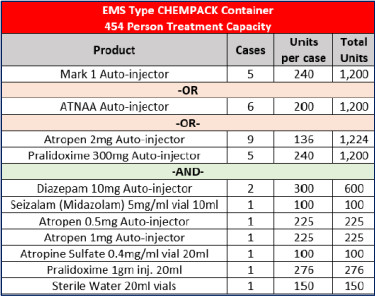 EMS Type CHEMPACK Container
454 Person Treatment Capacity
Product Cases Units per case Total Units
Mark 1 Auto-injector 5 240 1,200
-OR
ATNAA Auto-injector 6 200 1,200
-OR-
Atropen 2mg Auto-injector 9 136 1,224
Pralidoxime 300mg Auto-injector 5 240 1,200
-AND-
Diazepam 10mg Auto-injector 2 300 600
Seizalam (Midazolam) 5mg/ml vial 10ml 1 100 100
Atropen 0.5mg Auto-injector 1 225 225
Atropen 1mg Auto-injector 1 225 225
Atropine Sulfate 0.4mg/ml vial 20ml 1 100 100
Pralidoxime 1gm inj. 20ml 1 276 276
Sterile Water 20ml vials 1 150 150